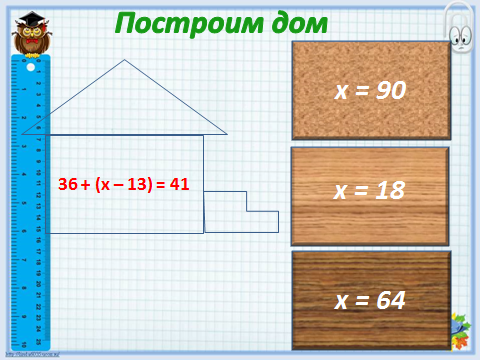 Построим дом
36 + (x – 13) = 41
x = 90
x = 18
x = 64